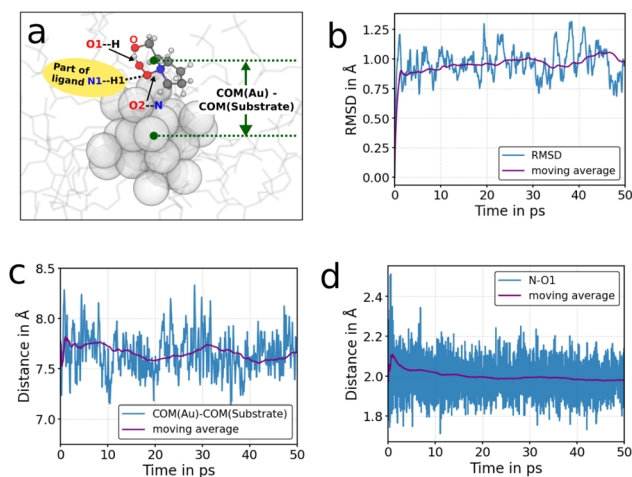 a
O1--H
O
Part of
ligand N1--H1
O2--N
COM(Au) -
COM(Substrate)
b
RMSD in Å
1.25
1.00
0.75
0.50
0.25
0.00
RMSD
moving average
0 10 20 30 40 50
Time in ps
c
Distance in Å
8.5
8.0
7.5
7.0
COM(Au)-COM(Substrate)
moving average
0 10 20 30 40 50
Time in ps
d
Distance in Å
2.4
2.2
2.0
1.8
N-O1
moving average
0 10 20 30 40 50
Time in ps